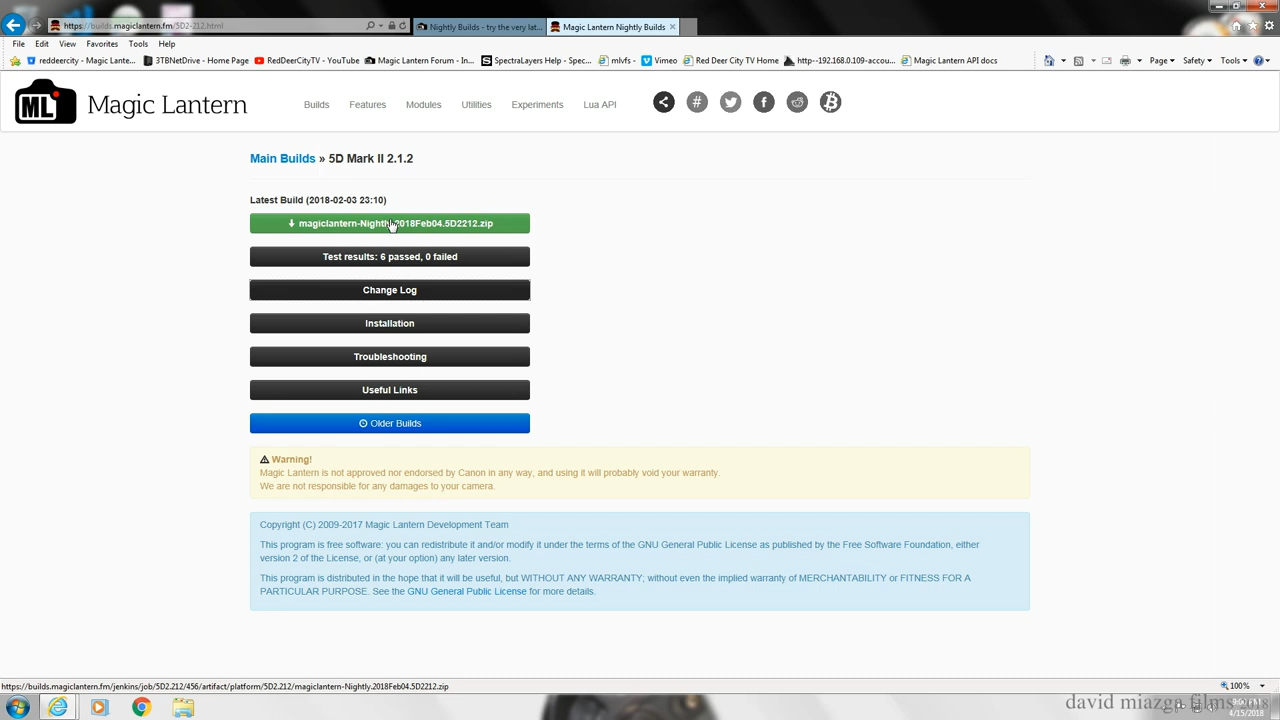 https://builds.magiclantern.fm/5D2-212.html
Nightly Builds - try the very lat...
Magic Lantern Nightly Builds
File Edit View Favorites Tools Help
reddeercity - Magic Lante...
3TBNetDrive - Home Page
RedDeerCityTV - YouTube
Magic Lantern Forum - In...
SpectraLayers Help - Spec...
mlvfs -
Vimeo
Red Deer City TV Home
http--192.168.0.109-accou...
Magic Lantern API docs
Page
Safety
Tools
ML
Magic Lantern
Builds
Features
Modules
Utilities
Experiments
Lua API
Main Builds » 5D Mark II 2.1.2
Latest Build (2018-02-03 23:10)
magiclantern-Nightly.2018Feb04.5D2212.zip
Test results: 6 passed, 0 failed
Change Log
Installation
Troubleshooting
Useful Links
Older Builds
Warning!
Magic Lantern is not approved nor endorsed by Canon in any way, and using it will probably void your warranty.
We are not responsible for any damages to your camera.
Copyright (C) 2009-2017 Magic Lantern Development Team
This program is free software: you can redistribute it and/or modify it under the terms of the GNU General Public License as published by the Free Software Foundation, either
version 2 of the License, or (at your option) any later version.
This program is distributed in the hope that it will be useful, but WITHOUT ANY WARRANTY; without even the implied warranty of MERCHANTABILITY or FITNESS FOR A
PARTICULAR PURPOSE. See the GNU General Public License for more details.
https://builds.magiclantern.fm/jenkins/job/5D2.212/456/artifact/platform/5D2.212/magiclantern-Nightly.2018Feb04.5D2212.zip
100%
david miazga films
4/15/2018